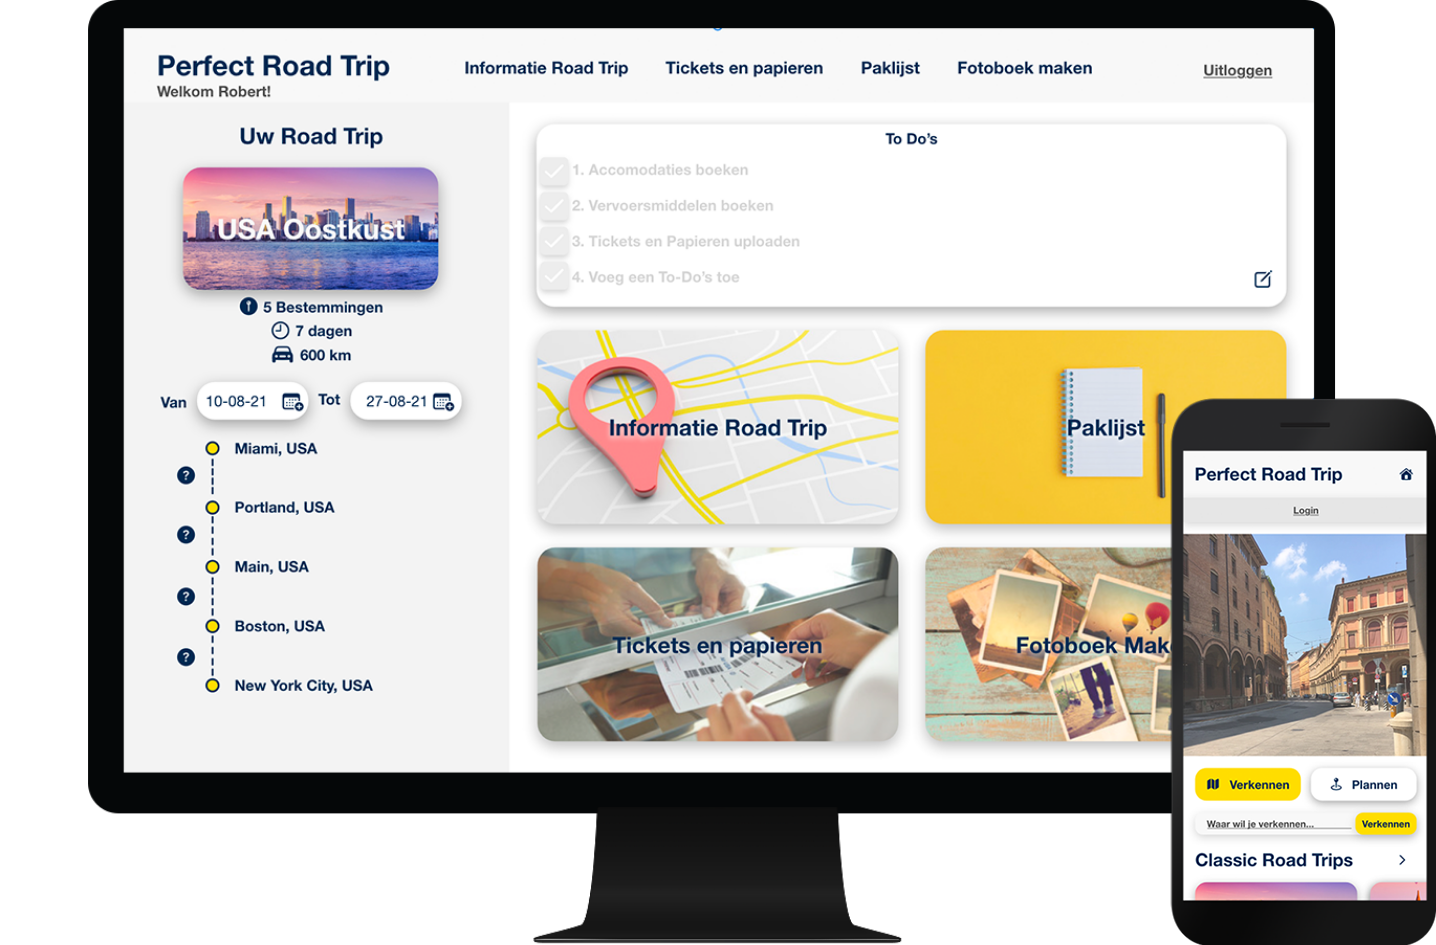 Perfect Road Trip
Welkom Robert!
Informatie Road Trip
Tickets en papieren
Paklijst
Fotoboek maken
Uitloggen
Uw Road Trip
USA Oostkust
5 Bestemmingen
7 dagen
600 km
Van
10-08-21
Tot
27-08-21
Miami, USA
?
Portland, USA
?
Main, USA
?
Boston, USA
?
New York City, USA
To Do's
1. Accomodaties boeken
2. Vervoersmiddelen boeken
3. Tickets en Papieren uploaden
4. Voeg een To-Do's toe
Informatie Road Trip
Paklijst
Tickets en papieren
Fotoboek Make
Perfect Road Trip
Login
Verkennen
Plannen
Waar wil je verkennen...
Verkennen
Classic Road Trips